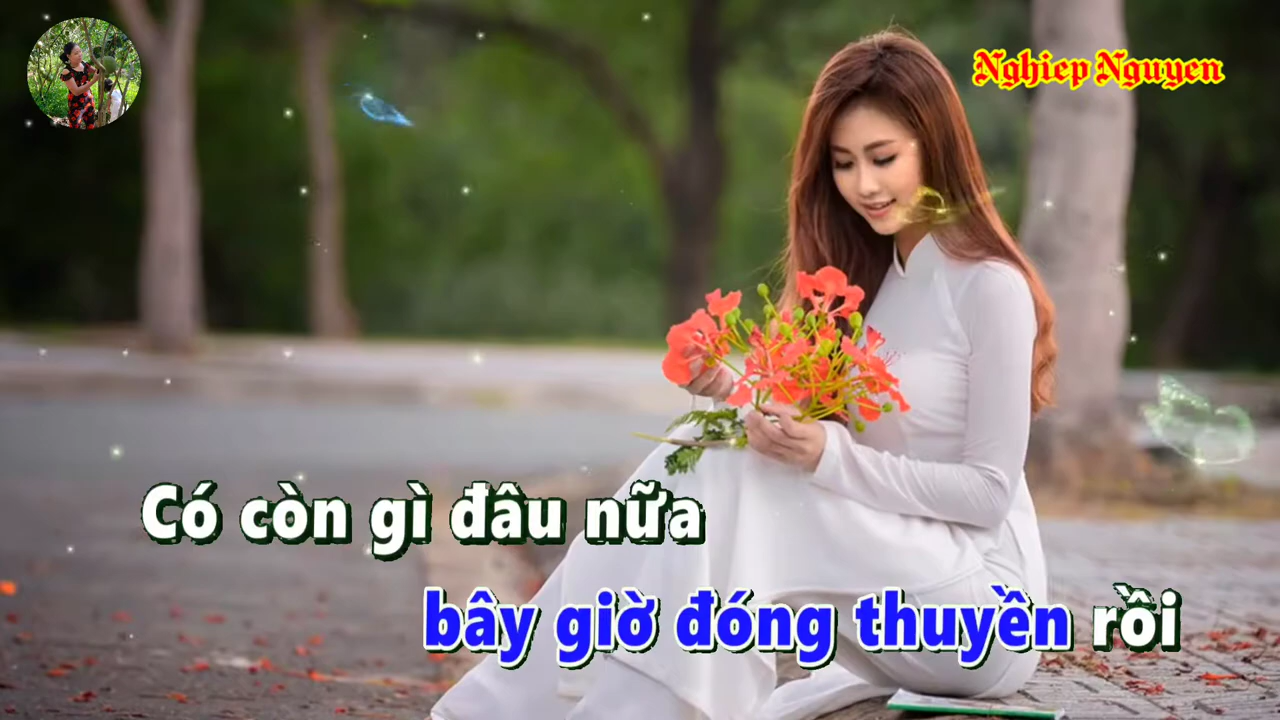 Nghiep Nguyen
Có còn gì đâu nữa
bây giờ đóng thuyền rồi